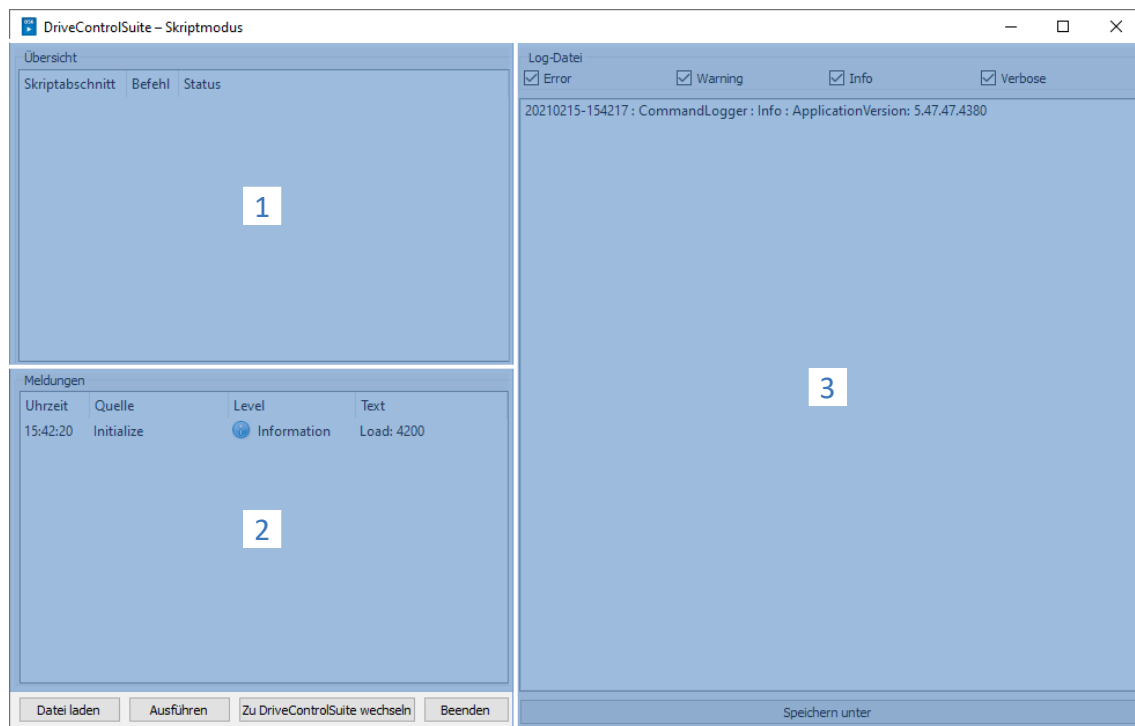 DriveControlSuite – Skriptmodus
Übersicht
Skriptabschnitt Befehl Status
1
Meldungen
Uhrzeit Quelle Level Text
15:42:20 Initialize Information Load: 4200
2
Datei laden Ausführen Zu DriveControlSuite wechseln Beenden
Log-Datei
Error Warning Info Verbose
20210215-154217 : CommandLogger : Info : ApplicationVersion: 5.47.47.4380
3
Speichern unter